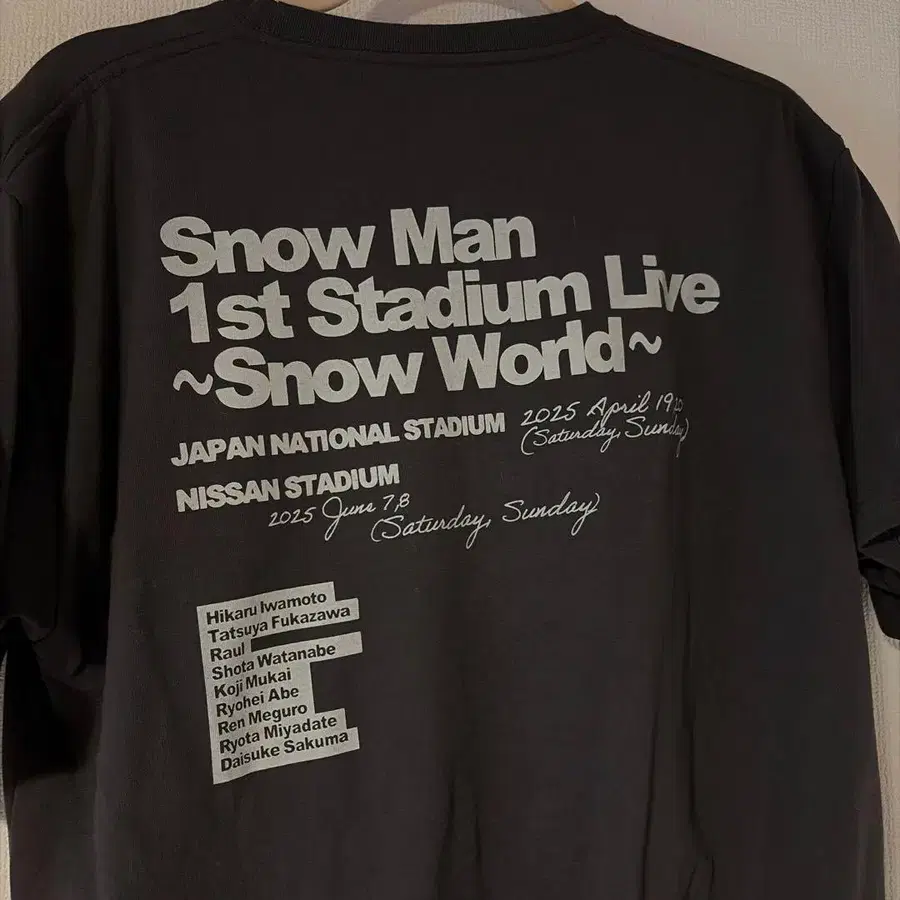 Snow Man
1st Stadium Live
~Snow World~
JAPAN NATIONAL STADIUM 2025 April 19,20
(Saturday, Sunday)
NISSAN STADIUM
2025 June 7,8
(Saturday, Sunday)
Hikaru Iwamoto
Tatsuya Fukazawa
Raul
Shota Watanabe
Koji Mukai
Ryohei Abe
Ren Meguro
Ryota Miyadate
Daisuke Sakuma